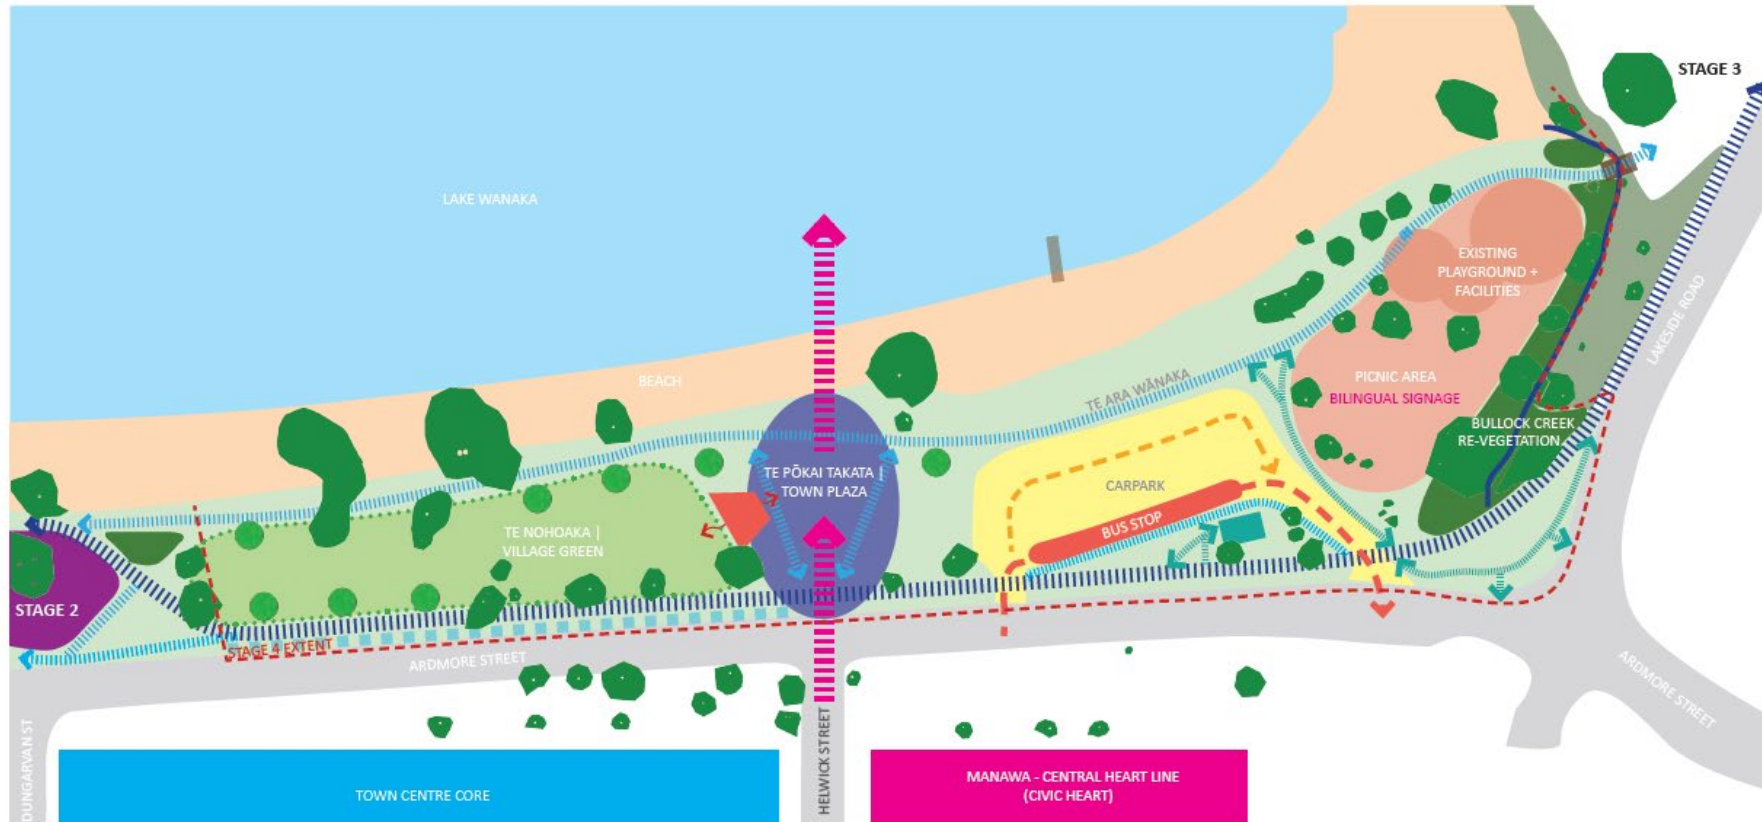 STAGE 3
LAKE WANAKA
EXISTING
PLAYGROUND +
FACILITIES
LAKESIDE ROAD
BEACH
TE ARA WĀNAKA
PICNIC AREA
BILINGUAL SIGNAGE
BULLOCK CREEK
RE-VEGETATION
TE PŌKAI TAKATA |
TOWN PLAZA
CARPARK
BUS STOP
TE NOHOAKA |
VILLAGE GREEN
STAGE 2
STAGE 4 EXTENT
ARDMORE STREET
ARDMORE STREET
DUNGARVAN ST
HELWICK STREET
TOWN CENTRE CORE
MANAWA - CENTRAL HEART LINE
(CIVIC HEART)